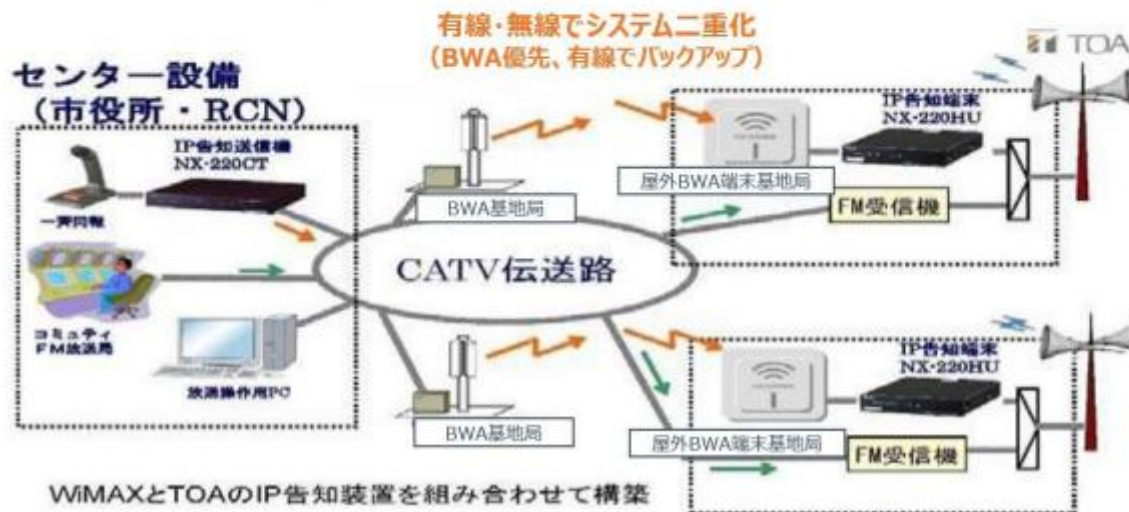 有線・無線でシステム二重化
（BWA優先、有線でバックアップ）
TOA
センター設備
（市役所・RCN）
IP告知送信機
NX-220CT
一斉同報
コミュティ
FM放送局
放送操作用PC
BWA基地局
CATV伝送路
BWA基地局
IP告知端末
NX-220HU
屋外BWA端末基地局
FM受信機
IP告知端末
NX-220HU
屋外BWA端末基地局
FM受信機
WiMAXとTOAのIP告知装置を組み合わせて構築